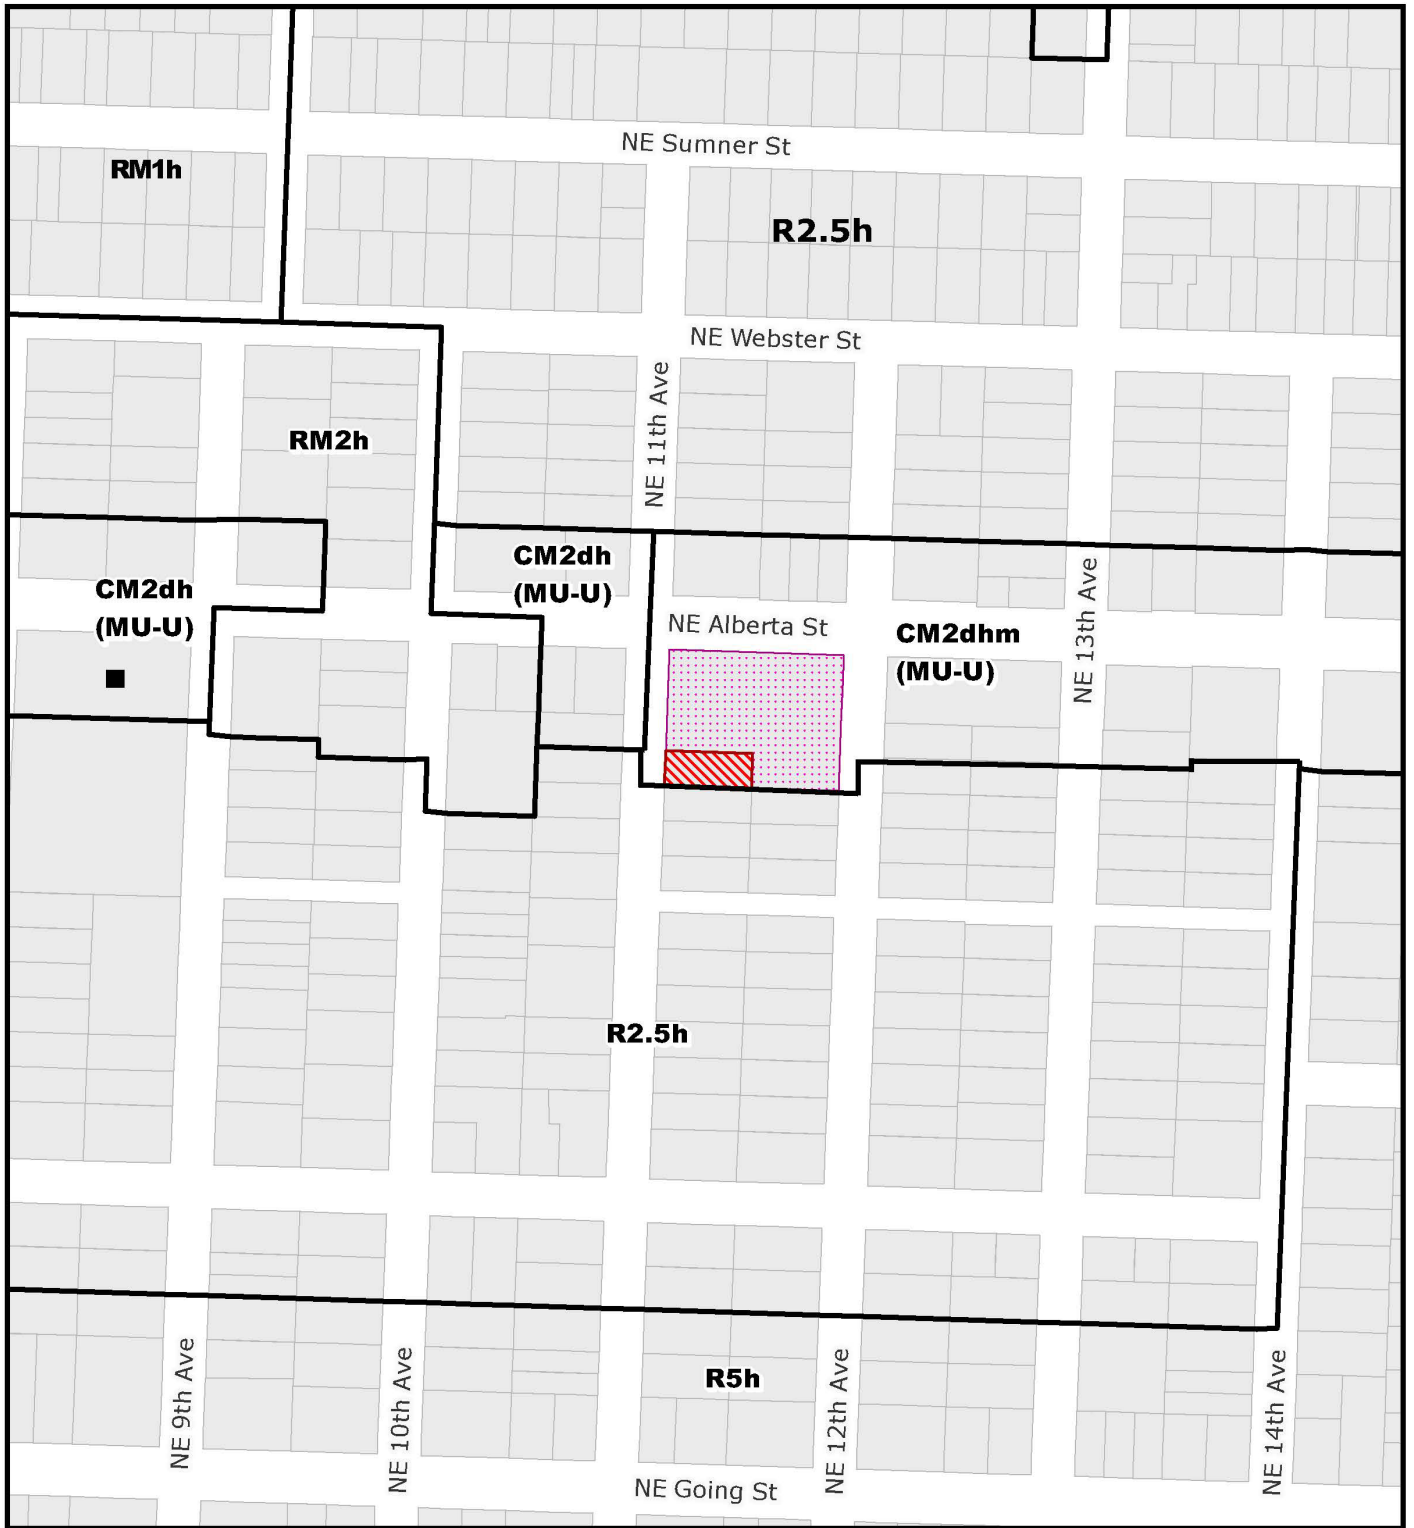 NE Sumner St
RM1h
R2.5h
NE Webster St
NE 11th Ave
RM2h
CM2dh
(MU-U)
CM2dh
(MU-U)
NE Alberta St
CM2dhm
(MU-U)
NE 13th Ave
R2.5h
R5h
NE 9th Ave
NE 10th Ave
NE 12th Ave
NE 14th Ave
NE Going St